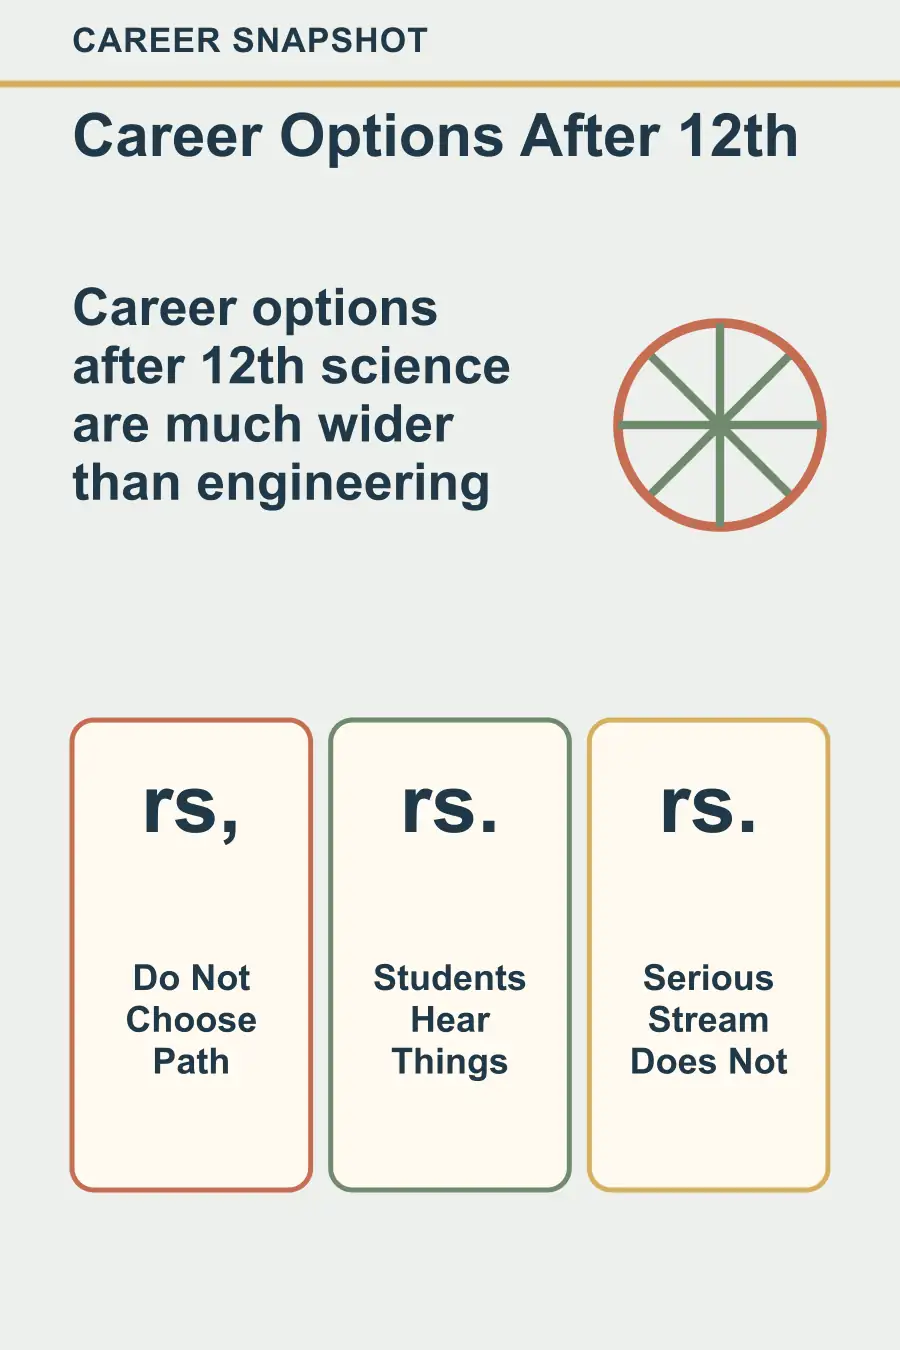 CAREER SNAPSHOT
Career Options After 12th
Career options
after 12th science
are much wider
than engineering
rs,
Do Not
Choose
Path
rs.
Students
Hear
Things
rs.
Serious
Stream
Does Not